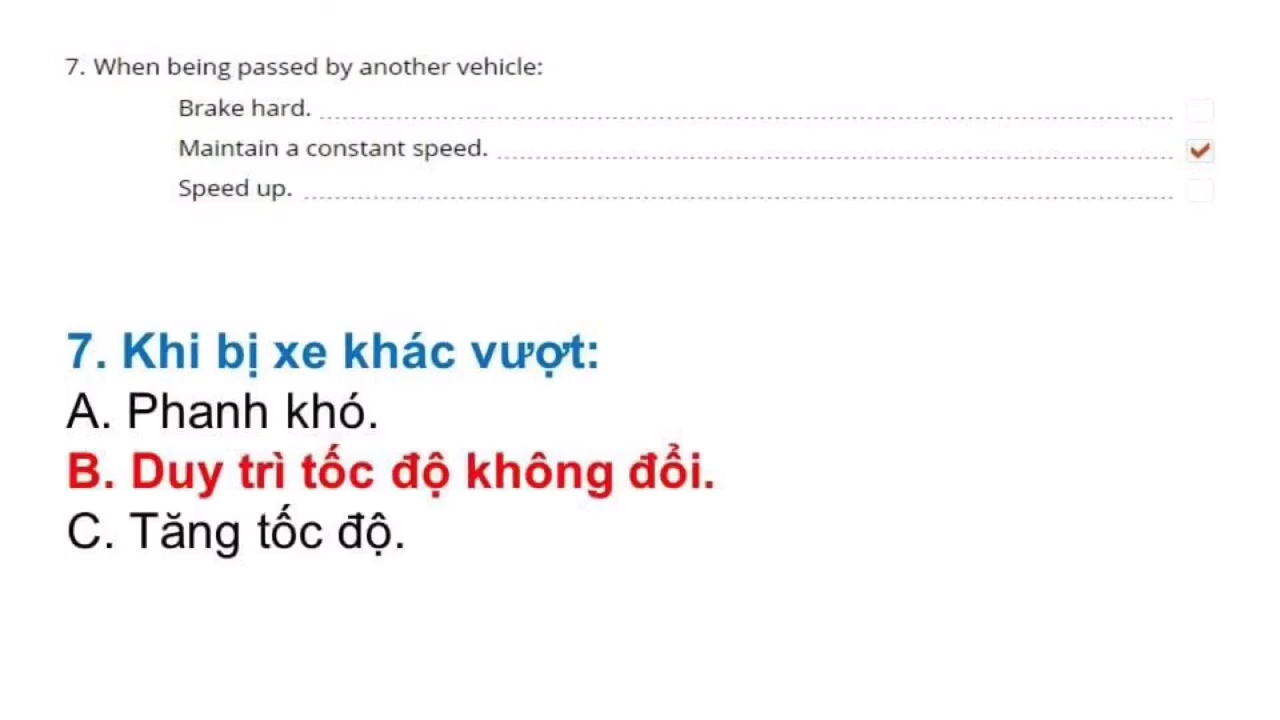 7. When being passed by another vehicle:
Brake hard.
Maintain a constant speed.
Speed up.
7. Khi bị xe khác vượt:
A. Phanh khó.
B. Duy trì tốc độ không đổi.
C. Tăng tốc độ.